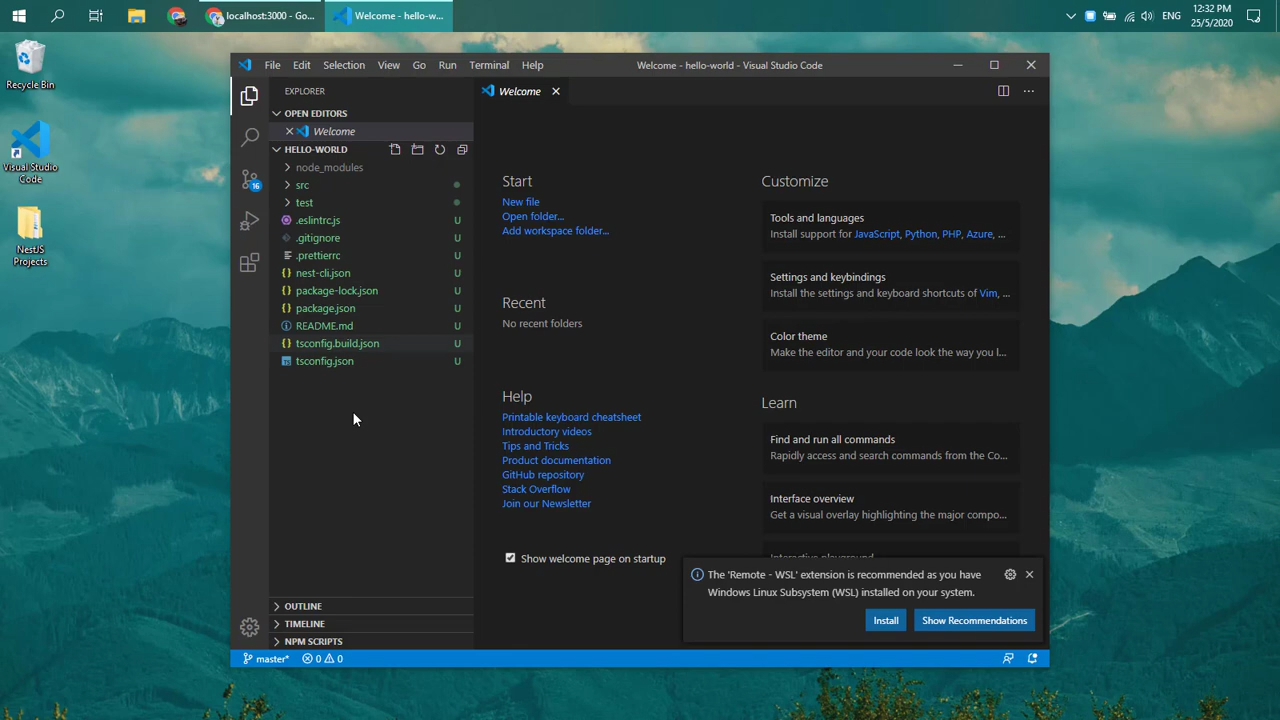 localhost:3000 - Go...
Welcome - hello-w...
ENG
12:32 PM
25/5/2020
Recycle Bin
Visual Studio
Code
NestJS
Projects
File Edit Selection View Go Run Terminal Help
Welcome - hello-world - Visual Studio Code
EXPLORER
OPEN EDITORS
Welcome
HELLO-WORLD
node_modules
src
test
.eslintrc.js U
.gitignore U
.prettierrc U
nest-cli.json U
package-lock.json U
package.json U
README.md U
tsconfig.build.json U
tsconfig.json U
OUTLINE
TIMELINE
NPM SCRIPTS
16
Welcome
Start
New file
Open folder...
Add workspace folder...
Recent
No recent folders
Help
Printable keyboard cheatsheet
Introductory videos
Tips and Tricks
Product documentation
GitHub repository
Stack Overflow
Join our Newsletter
Show welcome page on startup
Customize
Tools and languages
Install support for JavaScript, Python, PHP, Azure, ...
Settings and keybindings
Install the settings and keyboard shortcuts of Vim, ...
Color theme
Make the editor and your code look the way you l...
Learn
Find and run all commands
Rapidly access and search commands from the Co...
Interface overview
Get a visual overlay highlighting the major compo...
Interactive playground
The 'Remote - WSL' extension is recommended as you have
Windows Linux Subsystem (WSL) installed on your system.
Install
Show Recommendations
master*
0 0